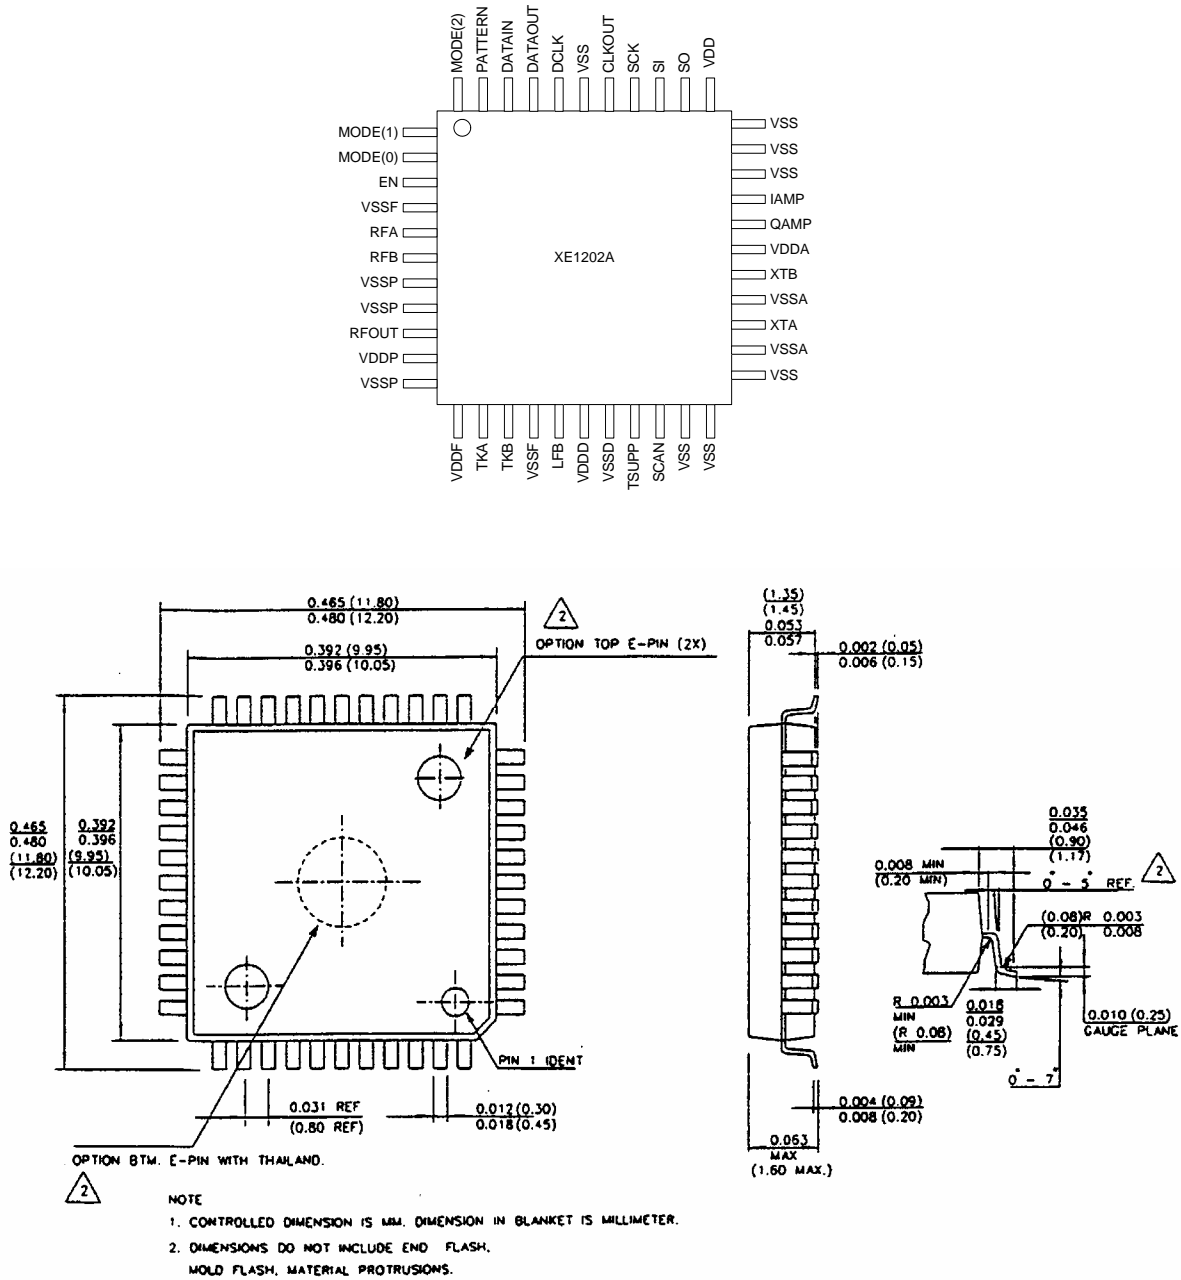 MODE(2)
PATTERN
DATAIN
DATAOUT
DCLK
VSS
CLKOUT
SCK
SI
SO
VDD
MODE(1)
MODE(0)
EN
VSSF
RFA
RFB
VSSP
VSSP
RFOUT
VDDP
VSSP
XE1202A
VSS
VSS
VSS
IAMP
QAMP
VDDA
XTB
VSSA
XTA
VSSA
VSS
VDDF
TKA
TKB
VSSF
LFB
VDDD
VSSD
TSUPP
SCAN
VSS
VSS
0.465 (11.80)
0.480 (12.20)
0.392 (9.95)
0.396 (10.05)
2
OPTION TOP E-PIN (2X)
0.465
0.480
(11.80)
(12.20)
0.392
0.396
(9.95)
(10.05)
PIN 1 IDENT
0.031 REF
(0.80 REF)
0.012(0.30)
0.018(0.45)
OPTION BTM. E-PIN WITH THAILAND.
2
(1.35)
(1.45)
0.053
0.057
0.002 (0.05)
0.006 (0.15)
0.004 (0.09)
0.008 (0.20)
0.063
MAX
(1.60 MAX.)
0.035
0.046
(0.90)
(1.17)
0.008 MIN
(0.20 MIN)
0° - 5° REF.
2
(0.08)R 0.003
(0.20) 0.008
R 0.003
MIN
(R 0.08)
MIN
0.018
0.029
(0.45)
(0.75)
0.010 (0.25)
GAUGE PLANE
0° - 7°
NOTE
1. CONTROLLED DIMENSION IS MM. DIMENSION IN BLANKET IS MILLIMETER.
2. DIMENSIONS DO NOT INCLUDE END FLASH,
MOLD FLASH, MATERIAL PROTRUSIONS.